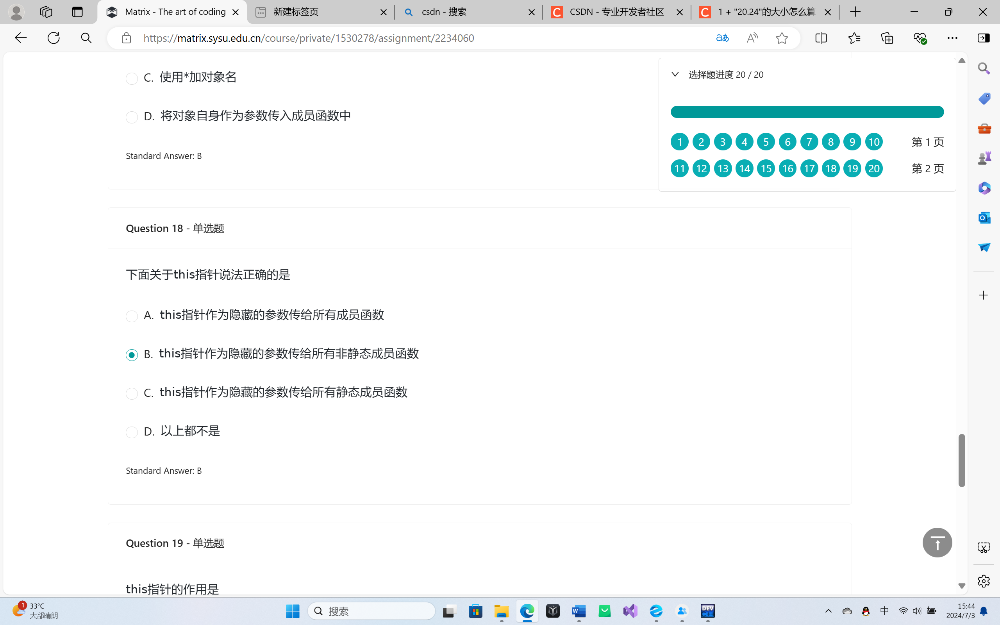 Matrix - The art of coding
新建标签页
csdn - 搜索
CSDN - 专业开发者社区
1 + "20.24"的大小怎么算
https://matrix.sysu.edu.cn/course/private/1530278/assignment/2234060
C. 使用*加对象名
D. 将对象自身作为参数传入成员函数中
Standard Answer: B
选择题进度 20 / 20
1 2 3 4 5 6 7 8 9 10 第 1 页
11 12 13 14 15 16 17 18 19 20 第 2 页
Question 18 - 单选题
下面关于this指针说法正确的是
A. this指针作为隐藏的参数传给所有成员函数
B. this指针作为隐藏的参数传给所有非静态成员函数
C. this指针作为隐藏的参数传给所有静态成员函数
D. 以上都不是
Standard Answer: B
Question 19 - 单选题
this指针的作用是
1
33°C
大部晴朗
搜索
DEV
C++
中
15:44
2024/7/3